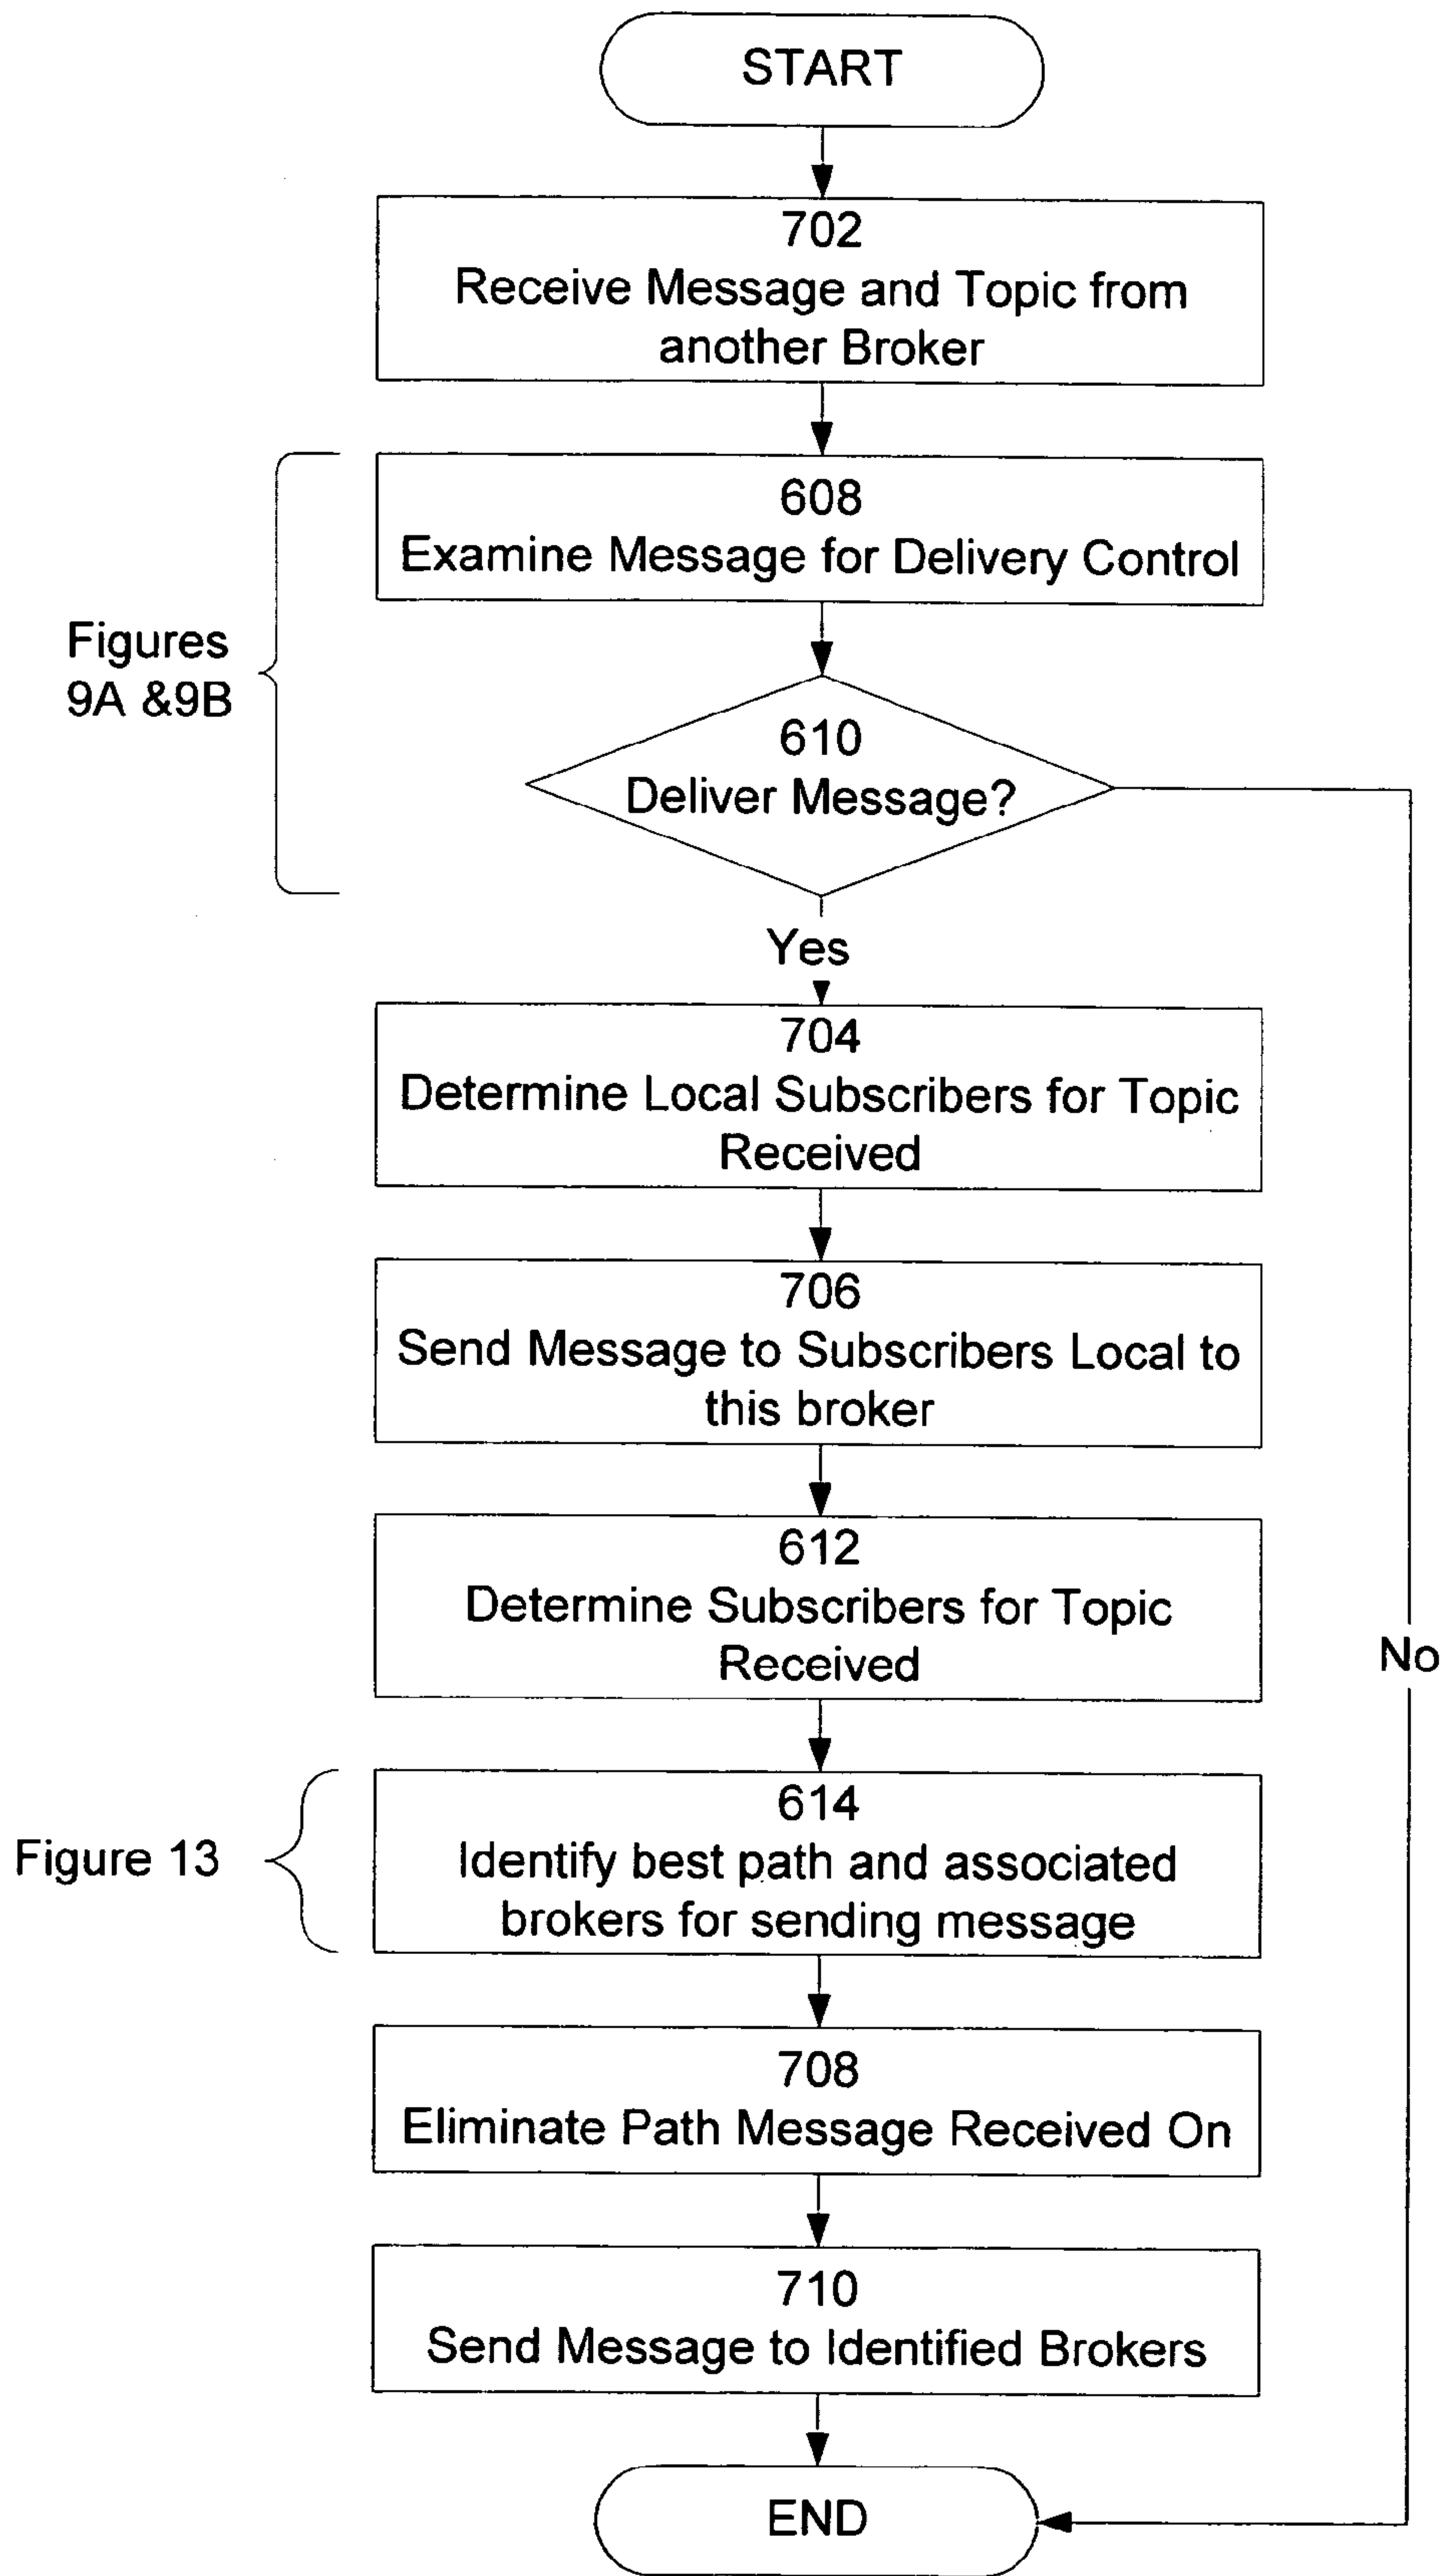 START
702
Receive Message and Topic from
another Broker
608
Examine Message for Delivery Control
Figures
9A &9B
610
Deliver Message?
Yes
704
Determine Local Subscribers for Topic
Received
706
Send Message to Subscribers Local to
this broker
612
Determine Subscribers for Topic
Received
No
614
Identify best path and associated
brokers for sending message
Figure 13
708
Eliminate Path Message Received On
710
Send Message to Identified Brokers
END